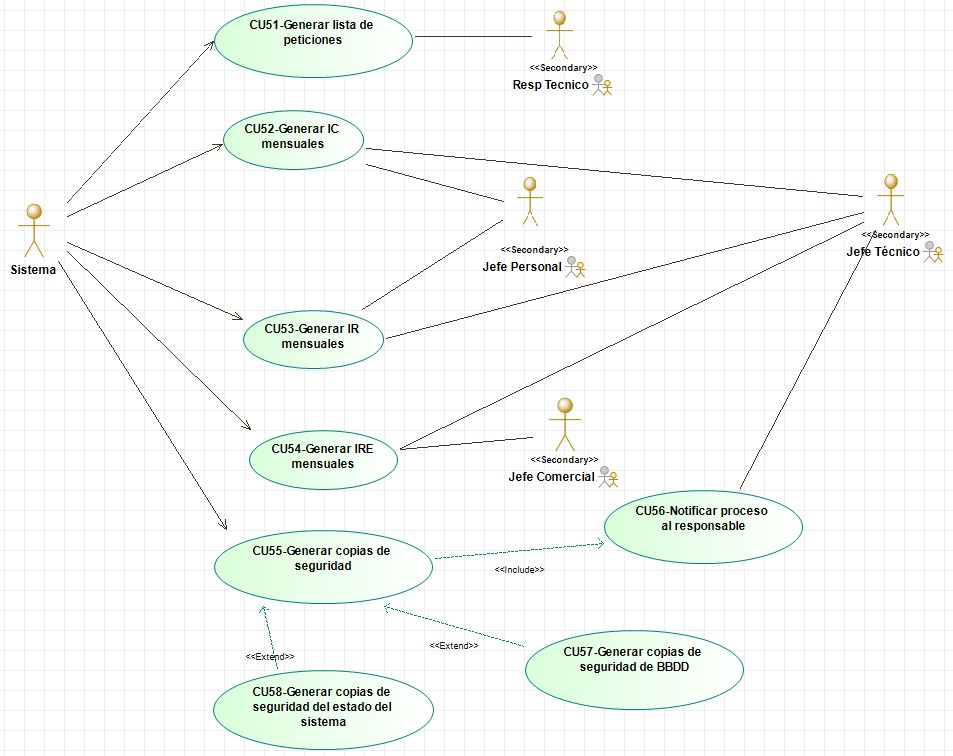 CU51-Generar lista de
peticiones
<<Secondary>>
Resp Tecnico
CU52-Generar IC
mensuales
<<Secondary>>
Jefe Personal
<<Secondary>>
Jefe Técnico
Sistema
CU53-Generar IR
mensuales
CU54-Generar IRE
mensuales
<<Secondary>>
Jefe Comercial
CU56-Notificar proceso
al responsable
CU55-Generar copias de
seguridad
<<Include>>
<<Extend>>
<<Extend>>
CU57-Generar copias de
seguridad de BBDD
CU58-Generar copias de
seguridad del estado del
sistema